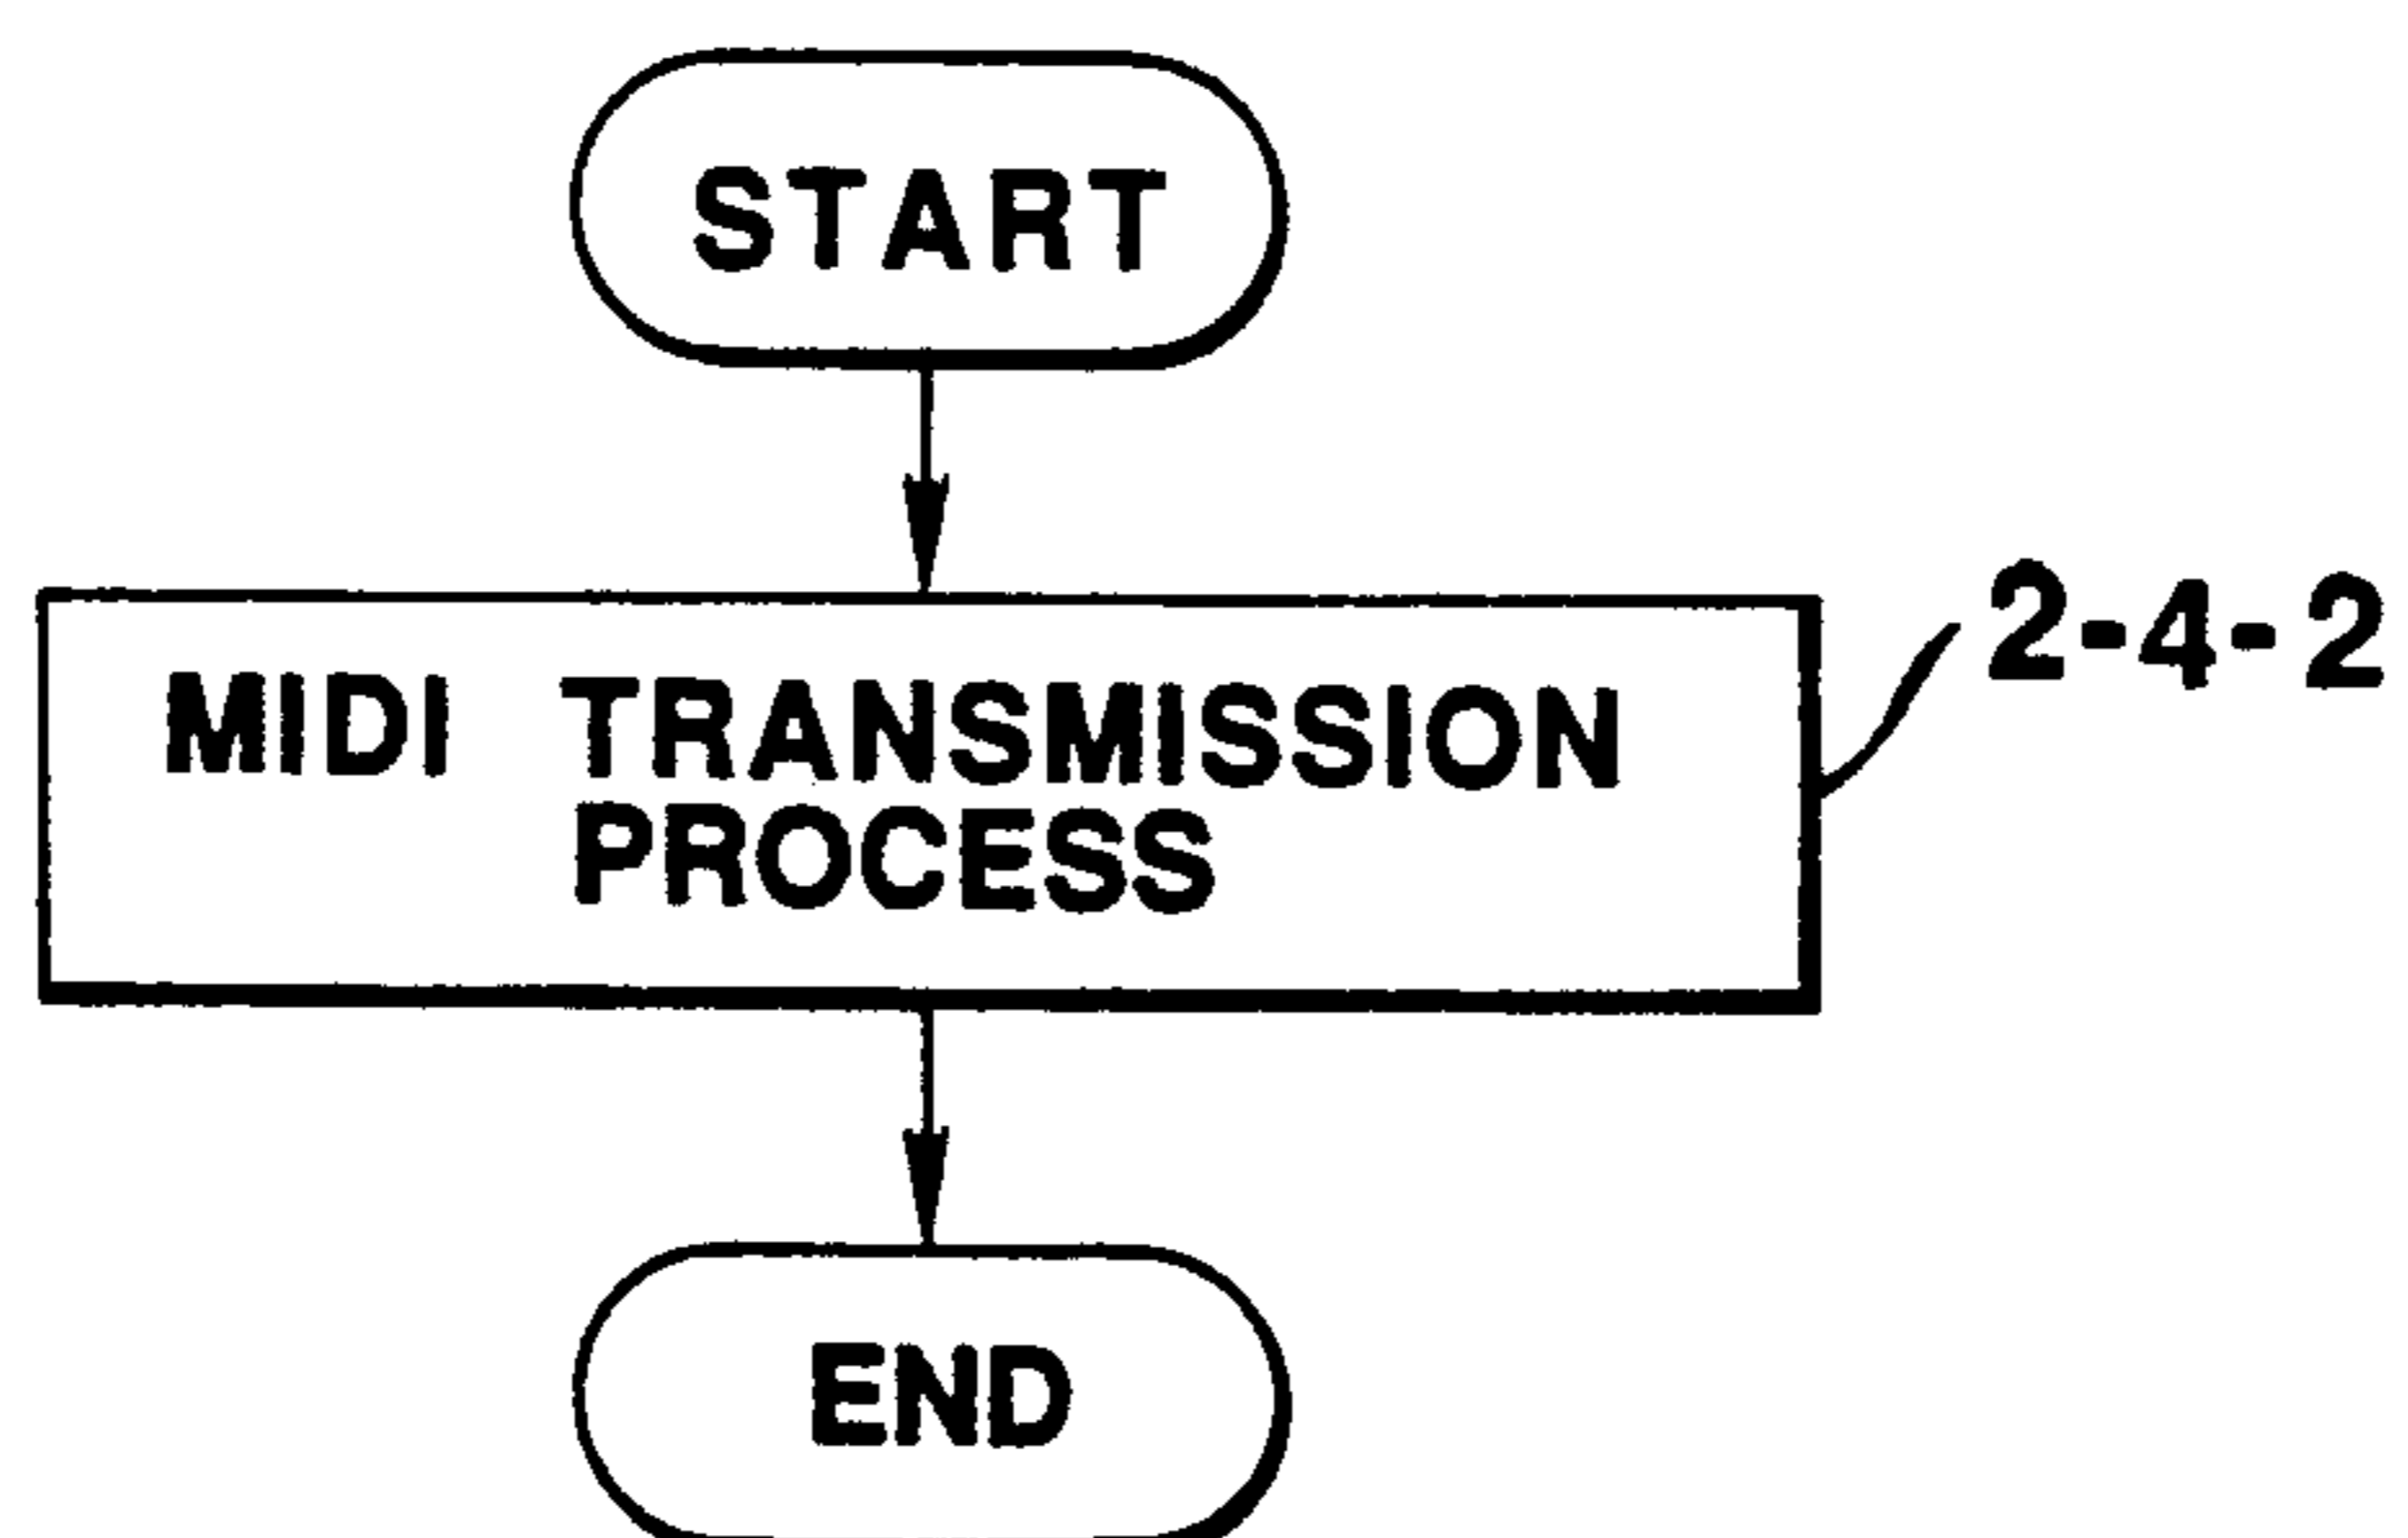 START
2-4-2
MIDI TRANSMISSION
PROCESS
END